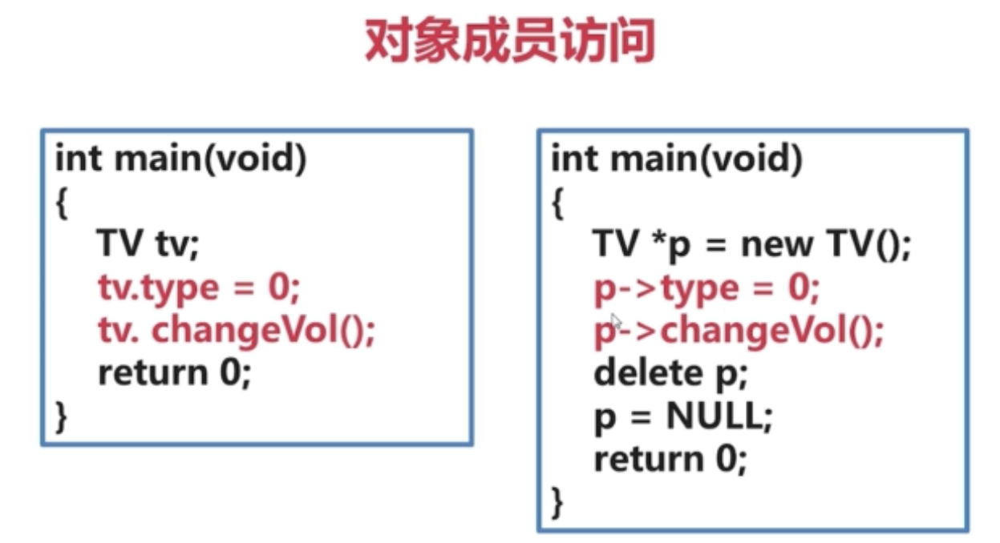 对象成员访问
int main(void)
{
TV tv;
tv.type = 0;
tv. changeVol();
return 0;
}
int main(void)
{
TV *p = new TV();
p->type = 0;
p->changeVol();
delete p;
p = NULL;
return 0;
}